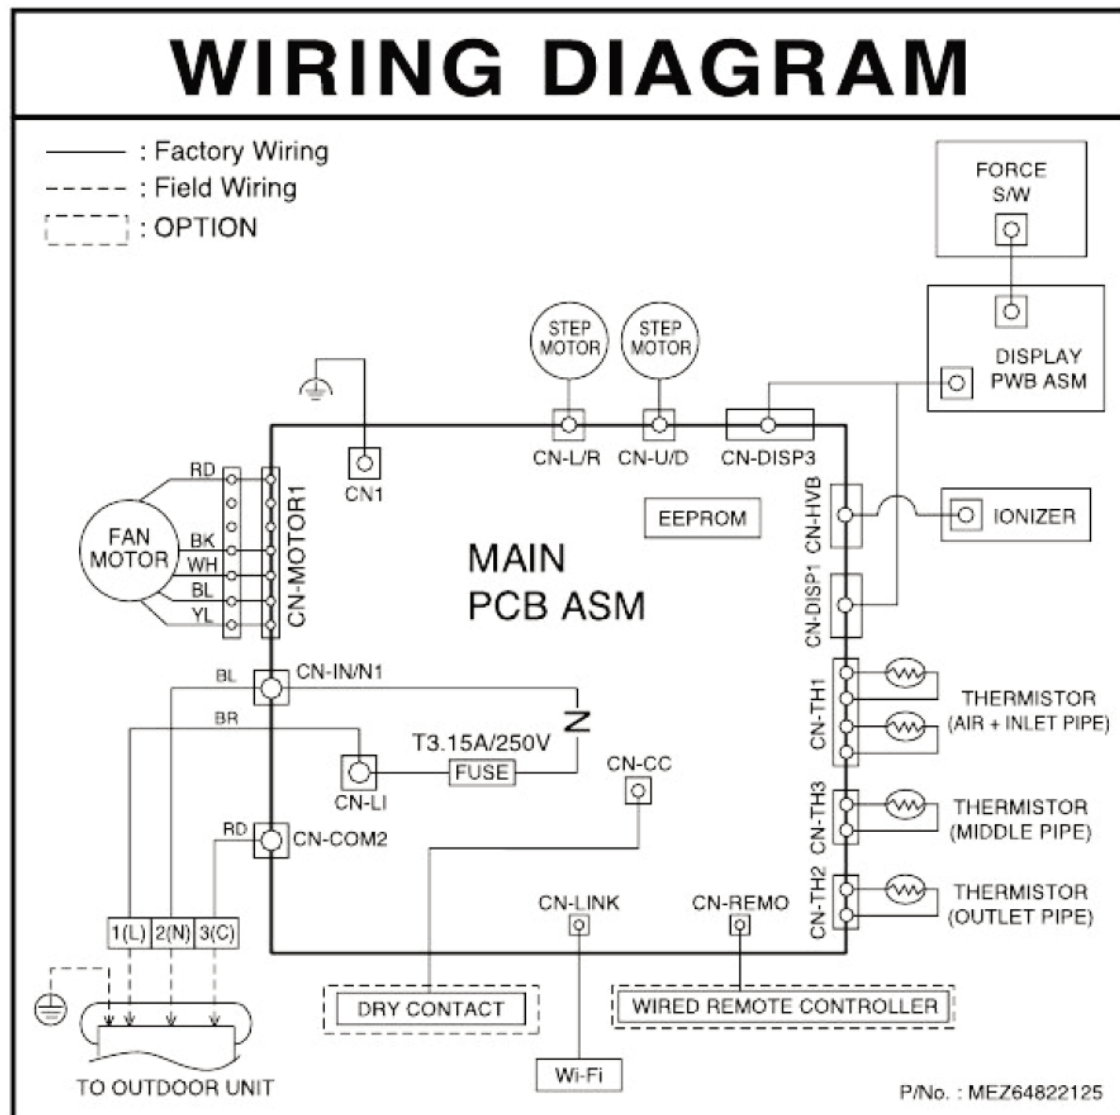 WIRING DIAGRAM
: Factory Wiring
: Field Wiring
: OPTION
FORCE
S/W
DISPLAY
PWB ASM
STEP
MOTOR
STEP
MOTOR
CN-L/R
CN-U/D
CN-DISP3
CN1
RD
BK
WH
BL
YL
FAN
MOTOR
CN-MOTOR1
MAIN
PCB ASM
EEPROM
CN-HVB
IONIZER
CN-DISP1
CN-TH1
THERMISTOR
(AIR + INLET PIPE)
BL
CN-IN/N1
BR
T3.15A/250V
FUSE
N
CN-LI
CN-CC
CN-TH3
THERMISTOR
(MIDDLE PIPE)
RD
CN-COM2
CN-TH2
THERMISTOR
(OUTLET PIPE)
CN-LINK
CN-REMO
1(L) 2(N) 3(C)
DRY CONTACT
WIRED REMOTE CONTROLLER
Wi-Fi
TO OUTDOOR UNIT
P/No. : MEZ64822125